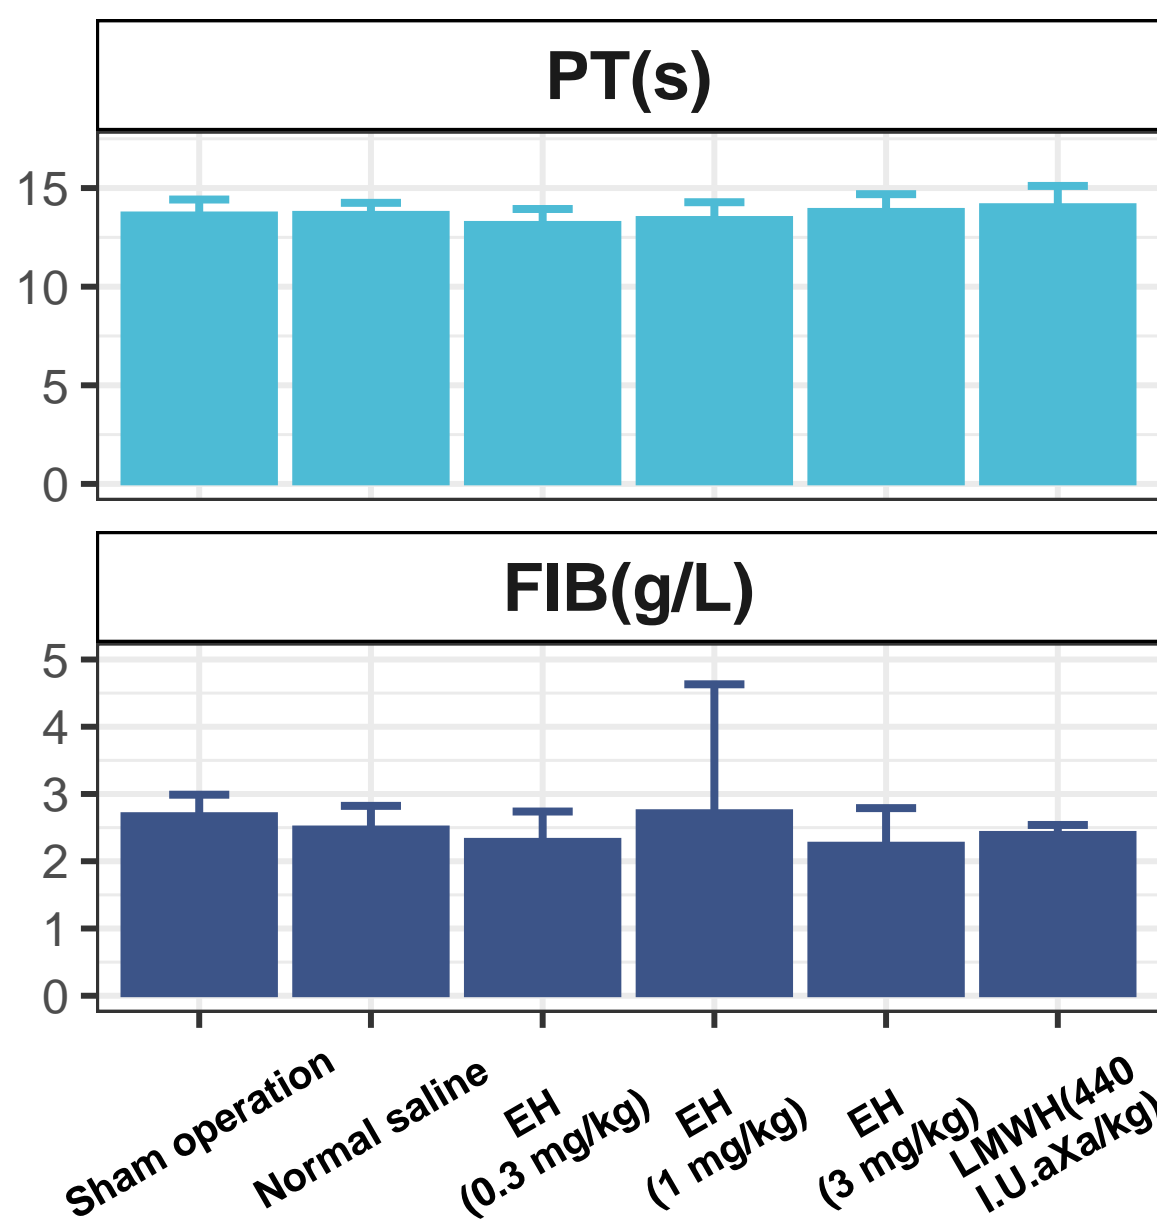 PT(s)
15
10
5
0
FIB(g/L)
5
4
3
2
1
0
Sham operation
Normal saline
EH
(0.3 mg/kg)
EH
(1 mg/kg)
EH
(3 mg/kg)
LMWH(440
I.U.aXa/kg)